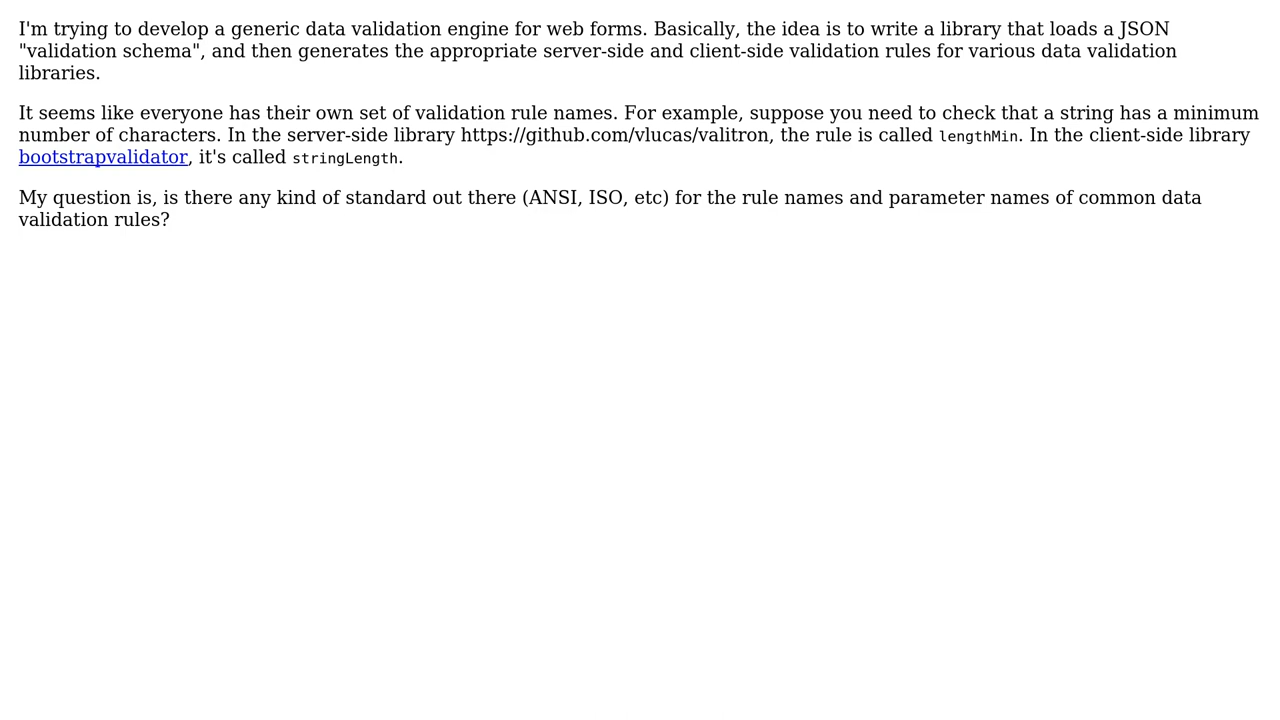 I'm trying to develop a generic data validation engine for web forms. Basically, the idea is to write a library that loads a JSON
"validation schema", and then generates the appropriate server-side and client-side validation rules for various data validation
libraries.
It seems like everyone has their own set of validation rule names. For example, suppose you need to check that a string has a minimum
number of characters. In the server-side library https://github.com/vlucas/valitron, the rule is called lengthMin. In the client-side library
bootstrapvalidator, it's called stringLength.
My question is, is there any kind of standard out there (ANSI, ISO, etc) for the rule names and parameter names of common data
validation rules?